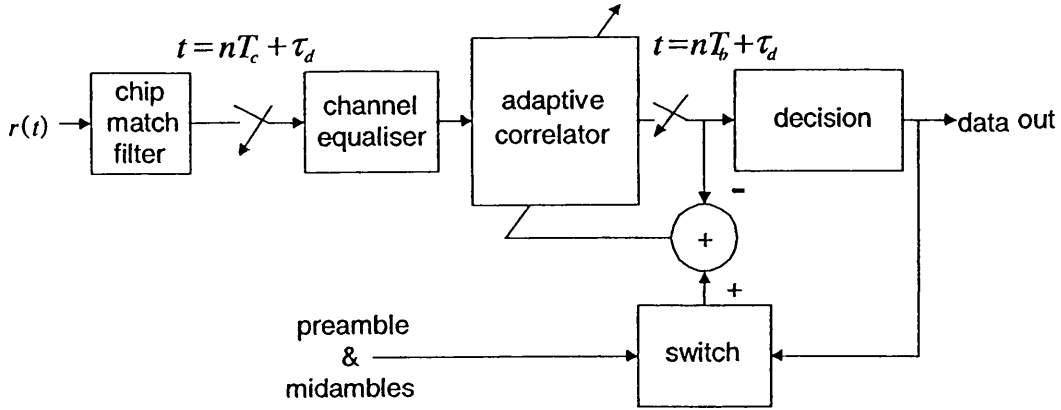 t = nT_c + τ_d
t = nT_b + τ_d
r(t)
chip
match
filter
channel
equaliser
adaptive
correlator
decision
data out
-
+
+
preamble
&
midambles
switch